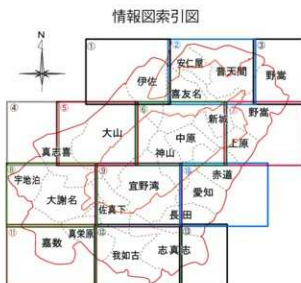 情報図索引図
N
① ② ③
安仁屋
伊佐 普天間
喜友名 野嵩
④ ⑤ ⑥ 野嵩
新城
大山 中原
真志喜 神山 上原
⑨
赤道
宇地泊 宜野湾
大謝名 愛知
佐真下
長田
⑪ 真栄原 ⑫ ⑬
嘉数 志真志
我如古